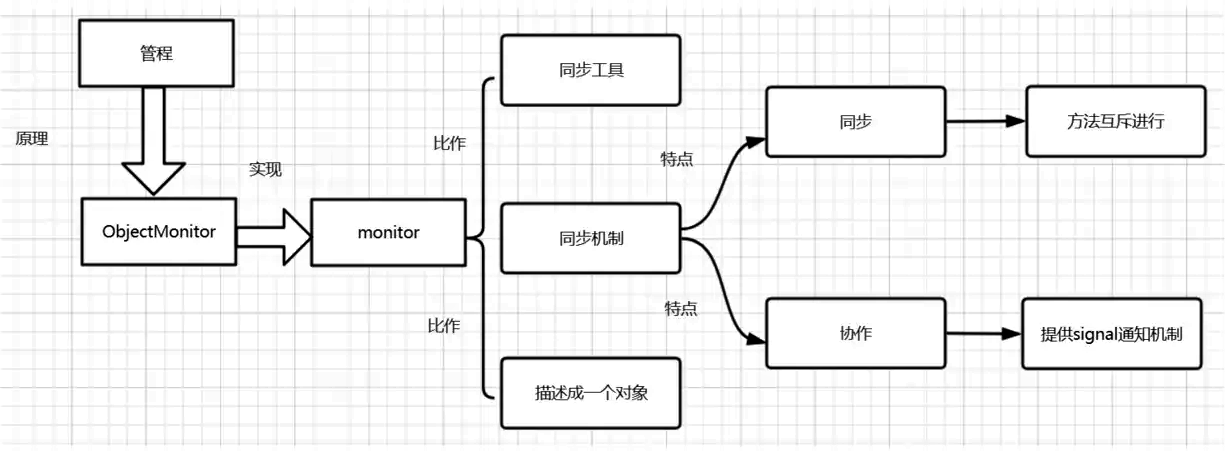 管程
原理
实现
ObjectMonitor
monitor
比作
比作
同步工具
同步机制
描述成一个对象
特点
特点
同步
方法互斥进行
协作
提供signal通知机制